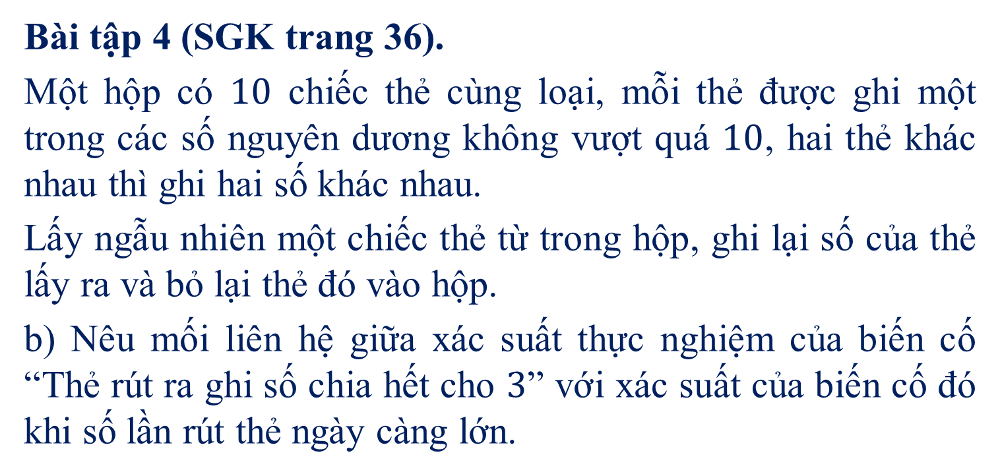 Bài tập 4 (SGK trang 36).
Một hộp có 10 chiếc thẻ cùng loại, mỗi thẻ được ghi một
trong các số nguyên dương không vượt quá 10, hai thẻ khác
nhau thì ghi hai số khác nhau.
Lấy ngẫu nhiên một chiếc thẻ từ trong hộp, ghi lại số của thẻ
lấy ra và bỏ lại thẻ đó vào hộp.
b) Nêu mối liên hệ giữa xác suất thực nghiệm của biến cố
“Thẻ rút ra ghi số chia hết cho 3” với xác suất của biến cố đó
khi số lần rút thẻ ngày càng lớn.